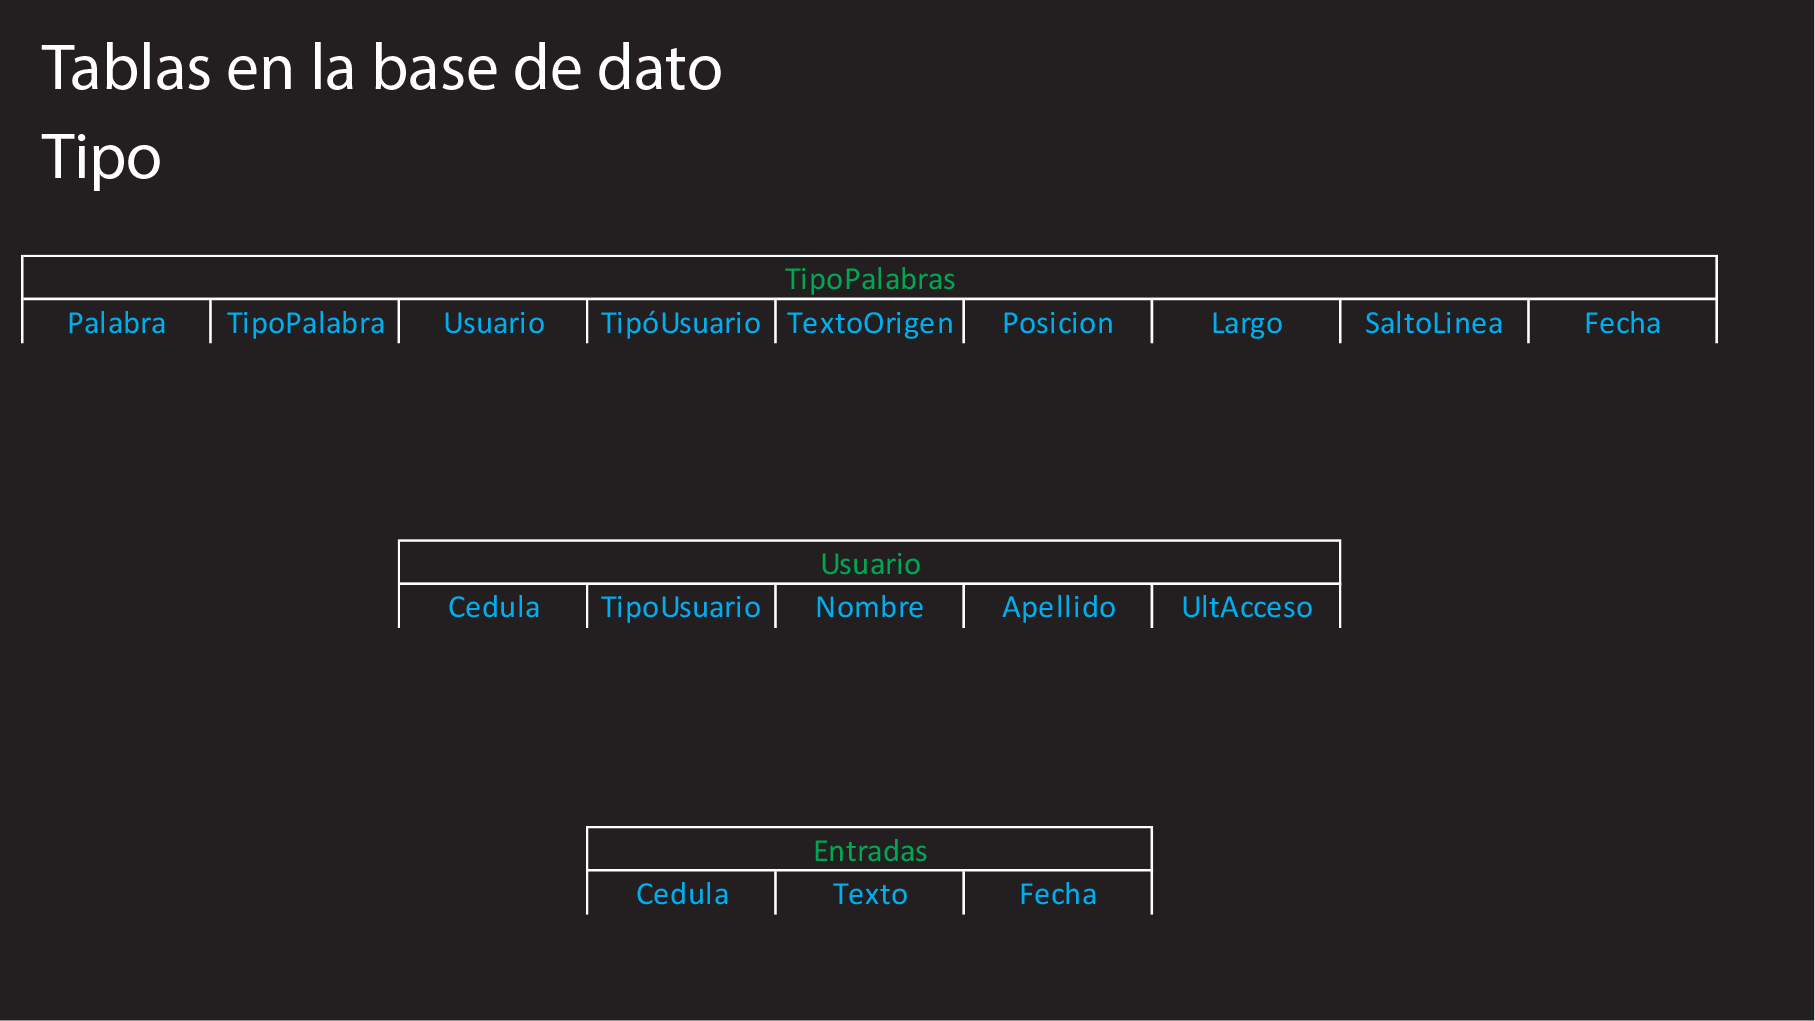 Tablas en la base de dato
Tipo
TipoPalabras
Palabra TipoPalabra Usuario TipóUsuario TextoOrigen Posicion Largo SaltoLinea Fecha
Usuario
Cedula TipoUsuario Nombre Apellido UltAcceso
Entradas
Cedula Texto Fecha